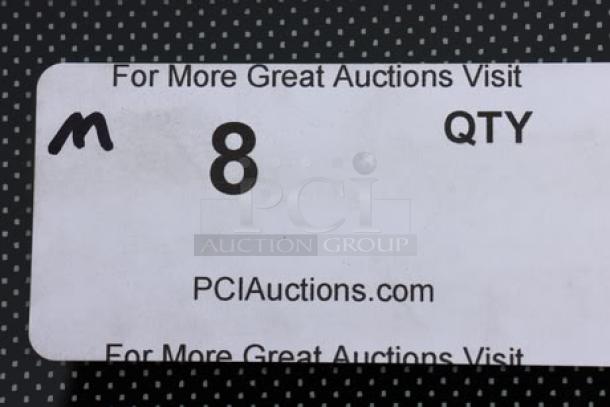 For More Great Auctions Visit
m 8 QTY
PCI
AUCTION GROUP
PCIAuctions.com
For More Great Auctions Visit